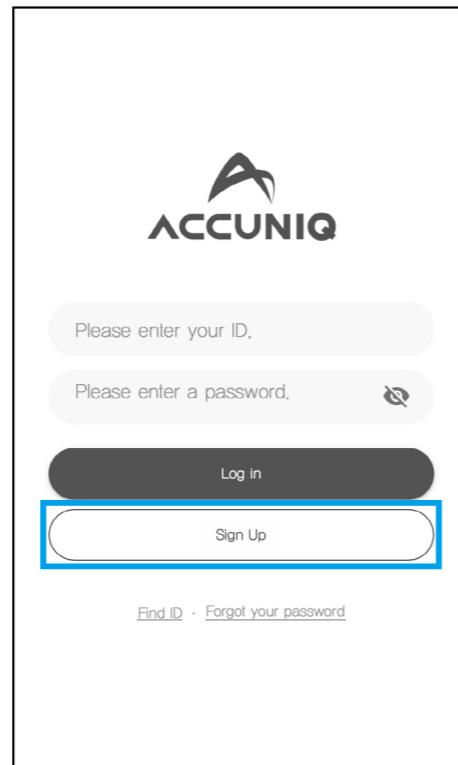 ACCUNIQ
Please enter your ID.
Please enter a password.
Log in
Sign Up
Find ID · Forgot your password